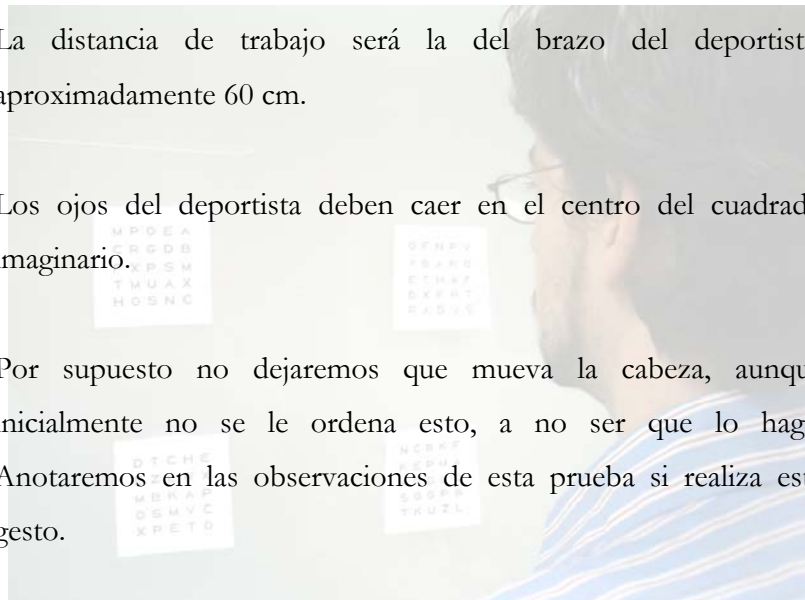 La distancia de trabajo será la del brazo del deportist
aproximadamente 60 cm.
Los ojos del deportista deben caer en el centro del cuadrad
imaginario.
Por supuesto no dejaremos que mueva la cabeza, aunqu
inicialmente no se le ordena esto, a no ser que lo hag
Anotaremos en las observaciones de esta prueba si realiza est
gesto.
M P D E A
C R G D B
X P S M
T M U A X
H O S N C
D T C H E
M B K A P
O S M V C
X P E T O
T K U Z L